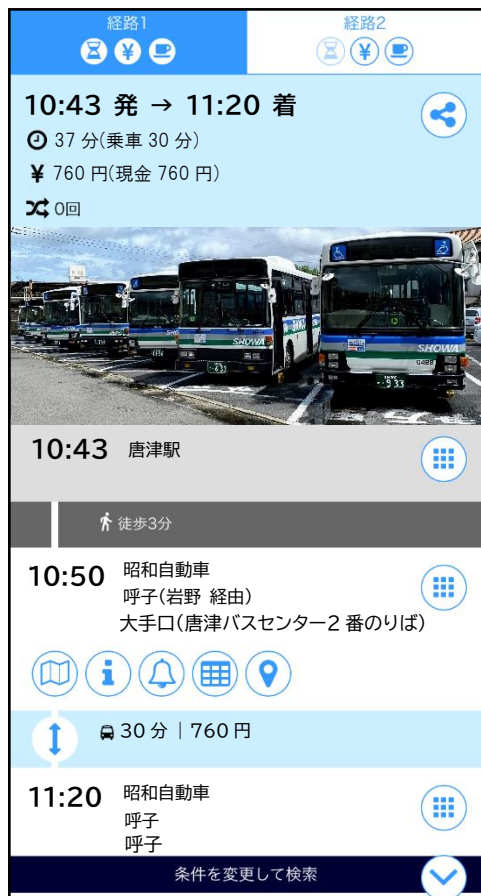 経路1
経路2
10:43 発 → 11:20 着
37 分(乗車 30 分)
¥ 760 円(現金 760 円)
0回
SHOWA
SHOWA
10:43 唐津駅
徒歩3分
10:50 昭和自動車
呼子(岩野 経由)
大手口(唐津バスセンター2 番のりば)
30 分 | 760 円
11:20 昭和自動車
呼子
呼子
条件を変更して検索